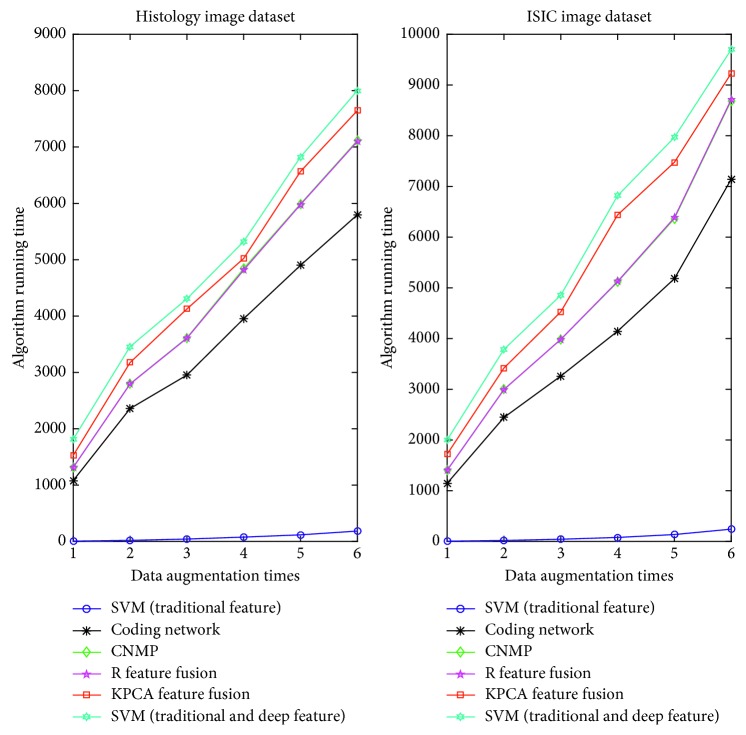 Histology image dataset
9000
8000
7000
6000
5000
4000
3000
2000
1000
0
Algorithm running time
1 2 3 4 5 6
Data augmentation times
SVM (traditional feature)
Coding network
CNMP
R feature fusion
KPCA feature fusion
SVM (traditional and deep feature)
ISIC image dataset
10000
9000
8000
7000
6000
5000
4000
3000
2000
1000
0
Algorithm running time
1 2 3 4 5 6
Data augmentation times
SVM (traditional feature)
Coding network
CNMP
R feature fusion
KPCA feature fusion
SVM (traditional and deep feature)